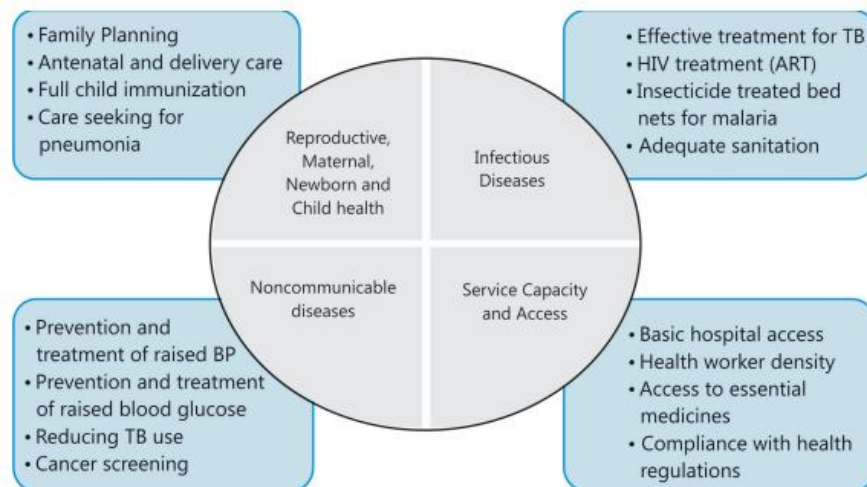 • Family Planning
• Antenatal and delivery care
• Full child immunization
• Care seeking for
pneumonia
• Effective treatment for TB
• HIV treatment (ART)
• Insecticide treated bed
nets for malaria
• Adequate sanitation
Reproductive,
Maternal,
Newborn and
Child health
Infectious
Diseases
Noncommunicable
diseases
Service Capacity
and Access
• Prevention and
treatment of raised BP
• Prevention and treatment
of raised blood glucose
• Reducing TB use
• Cancer screening
• Basic hospital access
• Health worker density
• Access to essential
medicines
• Compliance with health
regulations